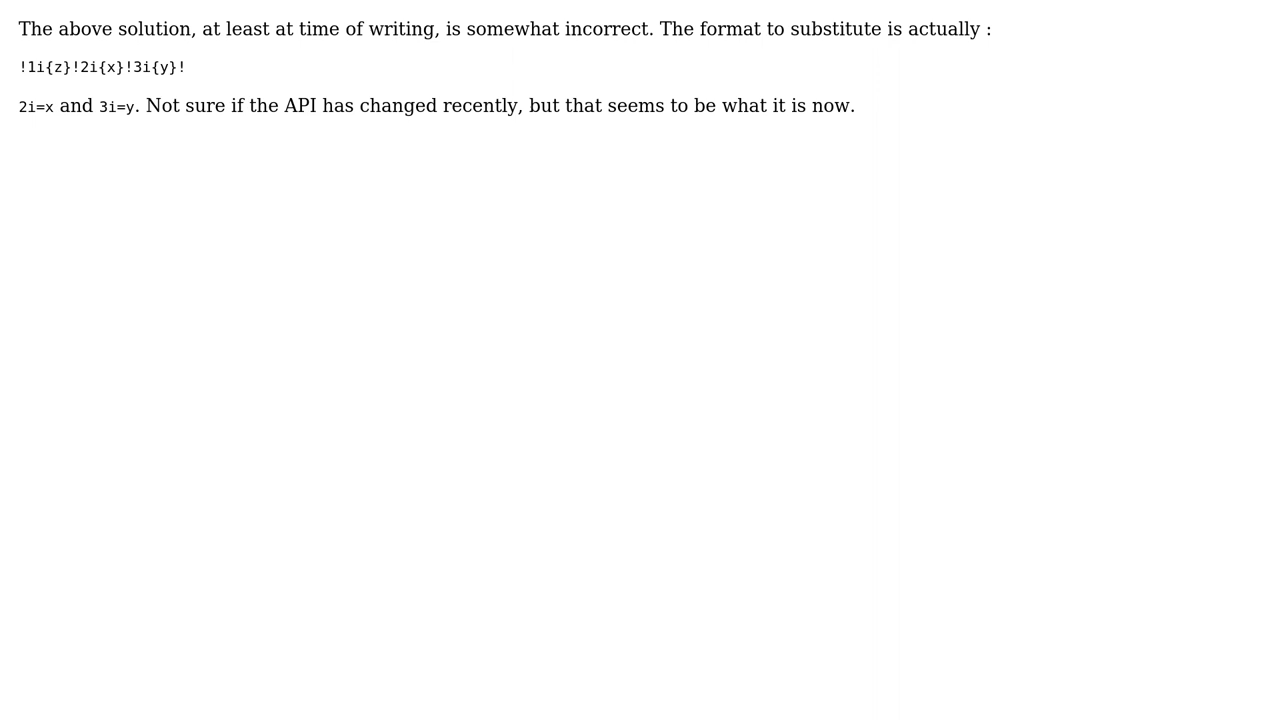 The above solution, at least at time of writing, is somewhat incorrect. The format to substitute is actually :
!1i{z}!2i{x}!3i{y}!
2i=x and 3i=y. Not sure if the API has changed recently, but that seems to be what it is now.